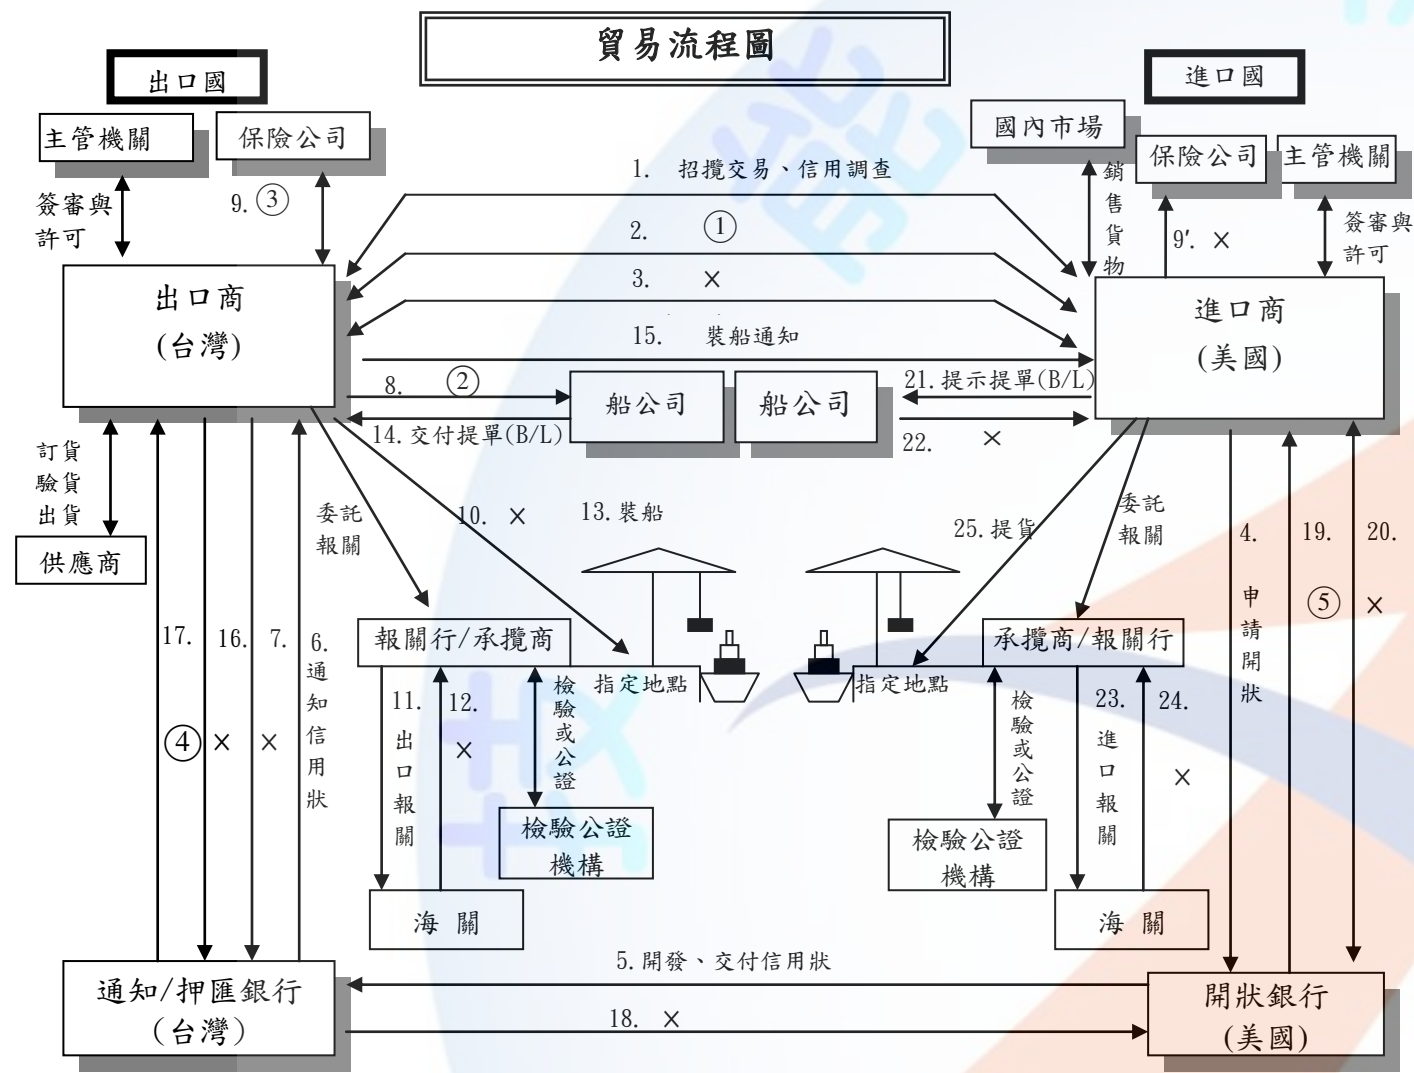 貿易流程圖
出口國
進口國
主管機關
保險公司
國內市場
保險公司
主管機關
簽審與
許可
9. ③
1. 招攬交易、信用調查
2. ①
3. ×
銷售貨物
9′. ×
簽審與
許可
出口商
(台灣)
進口商
(美國)
15. 裝船通知
8. ②
船公司
船公司
21.提示提單(B/L)
14.交付提單(B/L)
22. ×
訂貨
驗貨
出貨
供應商
委託
報關
10. ×
13.裝船
25.提貨
委託
報關
4. 申請開狀
19. ⑤
20. ×
17. ④
16. ×
7. ×
6. 通知信用狀
報關行/承攬商
指定地點
指定地點
承攬商/報關行
11. 出口報關
12. ×
檢驗或公證
檢驗或公證
23. 進口報關
24. ×
檢驗公證
機構
檢驗公證
機構
海 關
海 關
5.開發、交付信用狀
18. ×
通知/押匯銀行
(台灣)
開狀銀行
(美國)